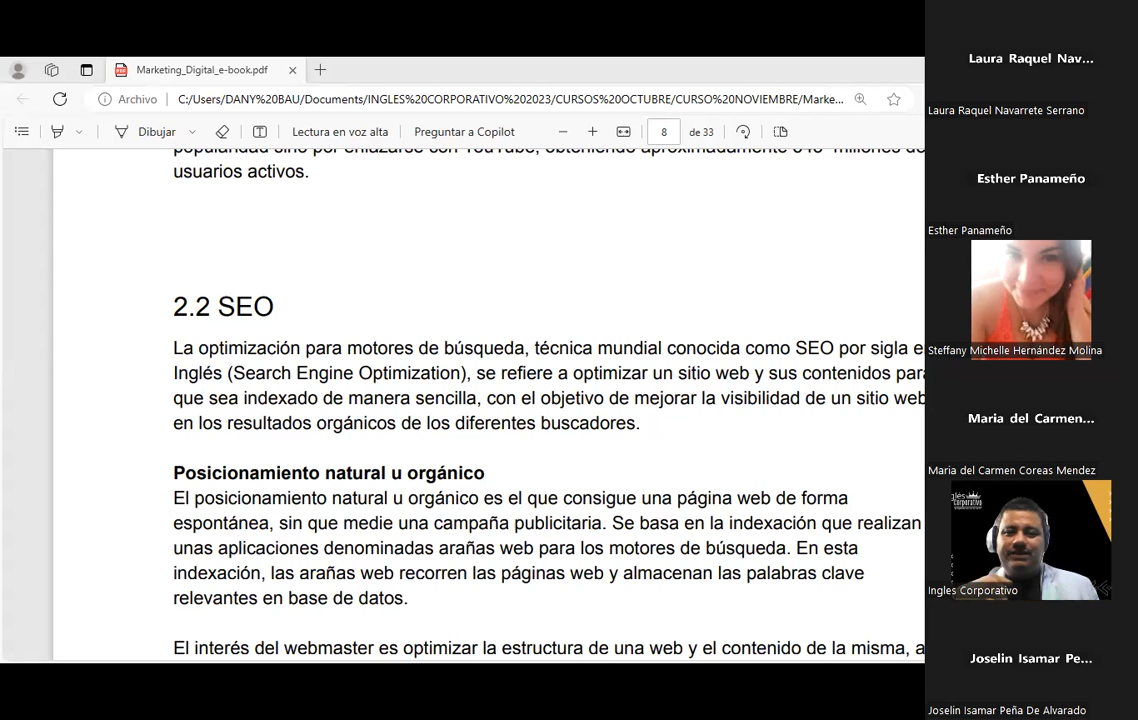 Marketing_Digital_e-book.pdf
Archivo
C:/Users/DANY%20BAU/Documents/INGLES%20CORPORATIVO%202023/CURSOS%20OCTUBRE/CURSO%20NOVIEMBRE/Marke...
Dibujar
Lectura en voz alta
Preguntar a Copilot
8
de 33
usuarios activos.
2.2 SEO
La optimización para motores de búsqueda, técnica mundial conocida como SEO por sigla e
Inglés (Search Engine Optimization), se refiere a optimizar un sitio web y sus contenidos para
que sea indexado de manera sencilla, con el objetivo de mejorar la visibilidad de un sitio web
en los resultados orgánicos de los diferentes buscadores.
Posicionamiento natural u orgánico
El posicionamiento natural u orgánico es el que consigue una página web de forma
espontánea, sin que medie una campaña publicitaria. Se basa en la indexación que realizan
unas aplicaciones denominadas arañas web para los motores de búsqueda. En esta
indexación, las arañas web recorren las páginas web y almacenan las palabras clave
relevantes en base de datos.
El interés del webmaster es optimizar la estructura de una web y el contenido de la misma, a
Laura Raquel Nav...
Laura Raquel Navarrete Serrano
Esther Panameño
Esther Panameño
Steffany Michelle Hernández Molina
Maria del Carmen...
Maria del Carmen Coreas Mendez
Ingles Corporativo
Joselin Isamar Pe...
Joselin Isamar Peña De Alvarado